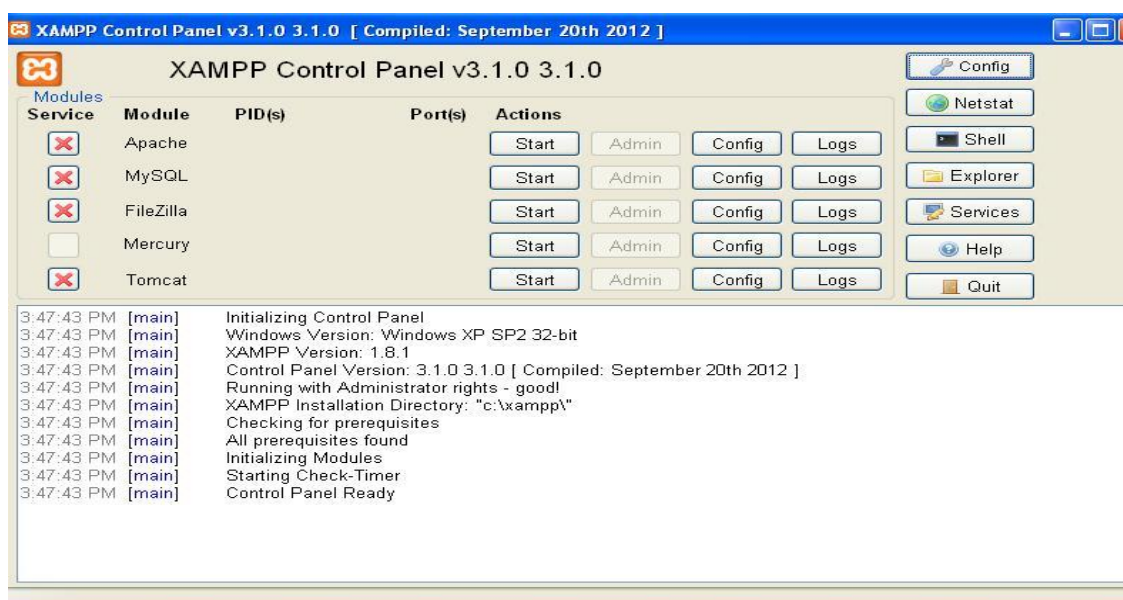 XAMPP Control Panel v3.1.0 3.1.0 [ Compiled: September 20th 2012 ]
XAMPP Control Panel v3.1.0 3.1.0
Config
Modules
Netstat
Service Module PID(s) Port(s) Actions
Apache Start Admin Config Logs
Shell
MySQL Start Admin Config Logs
Explorer
FileZilla Start Admin Config Logs
Services
Mercury Start Admin Config Logs
Help
Tomcat Start Admin Config Logs
Quit
3:47:43 PM [main] Initializing Control Panel
3:47:43 PM [main] Windows Version: Windows XP SP2 32-bit
3:47:43 PM [main] XAMPP Version: 1.8.1
3:47:43 PM [main] Control Panel Version: 3.1.0 3.1.0 [ Compiled: September 20th 2012 ]
3:47:43 PM [main] Running with Administrator rights - good!
3:47:43 PM [main] XAMPP Installation Directory: "c:\xampp\"
3:47:43 PM [main] Checking for prerequisites
3:47:43 PM [main] All prerequisites found
3:47:43 PM [main] Initializing Modules
3:47:43 PM [main] Starting Check-Timer
3:47:43 PM [main] Control Panel Ready